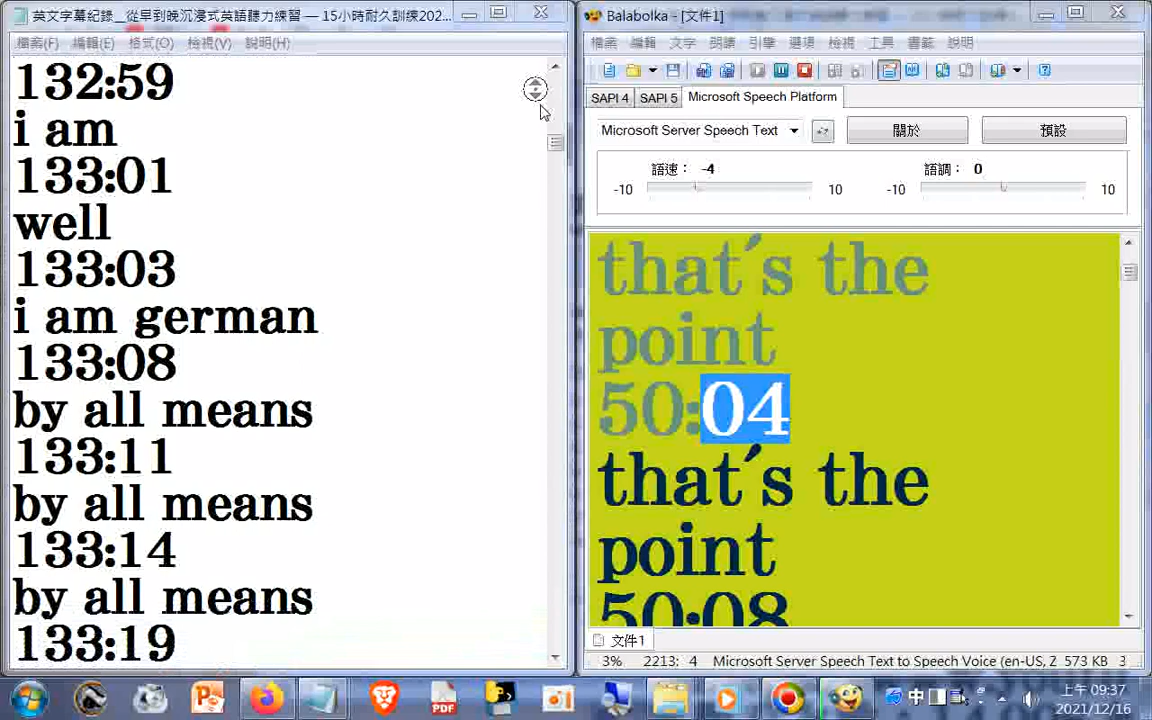 英文字幕紀錄__從早到晚沉浸式英語聽力練習 — 15小時耐久訓練202...
檔案(F) 編輯(E) 格式(O) 檢視(V) 說明(H)
132:59
i am
133:01
well
133:03
i am german
133:08
by all means
133:11
by all means
133:14
by all means
133:19
Balabolka - [文件1]
檔案 編輯 文字 朗讀 引擎 選項 檢視 工具 書籤 說明
SAPI 4 SAPI 5 Microsoft Speech Platform
Microsoft Server Speech Text 關於 預設
語速： -4 語調： 0
-10 10 -10 10
that's the
point
50:04
that's the
point
50:08
文件1
3% 2213: 4 Microsoft Server Speech Text to Speech Voice (en-US, 2 573 KB 3
PDF
中
上午 09:37
2021/12/16